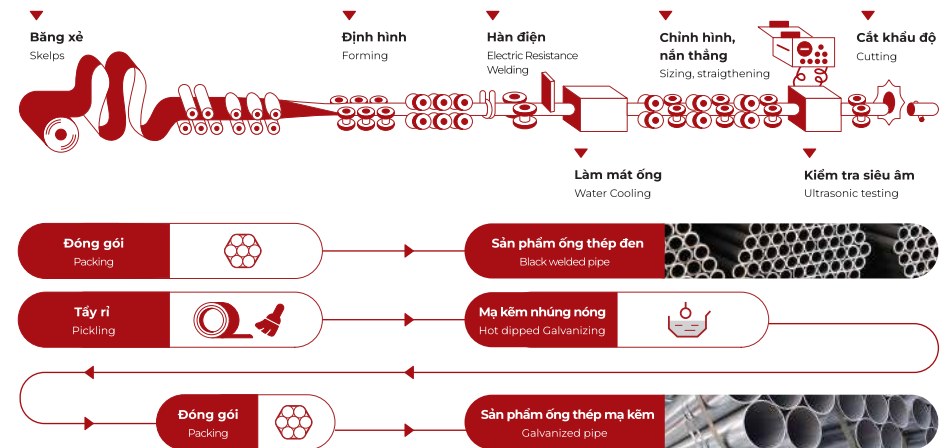 Băng xẻ
Skelps
Định hình
Forming
Hàn điện
Electric Resistance
Welding
Chỉnh hình,
nắn thẳng
Sizing, straigthening
Cắt khẩu độ
Cutting
Làm mát ống
Water Cooling
Kiểm tra siêu âm
Ultrasonic testing
Đóng gói
Packing
Sản phẩm ống thép đen
Black welded pipe
Tẩy rỉ
Pickling
Mạ kẽm nhúng nóng
Hot dipped Galvanizing
Đóng gói
Packing
Sản phẩm ống thép mạ kẽm
Galvanized pipe